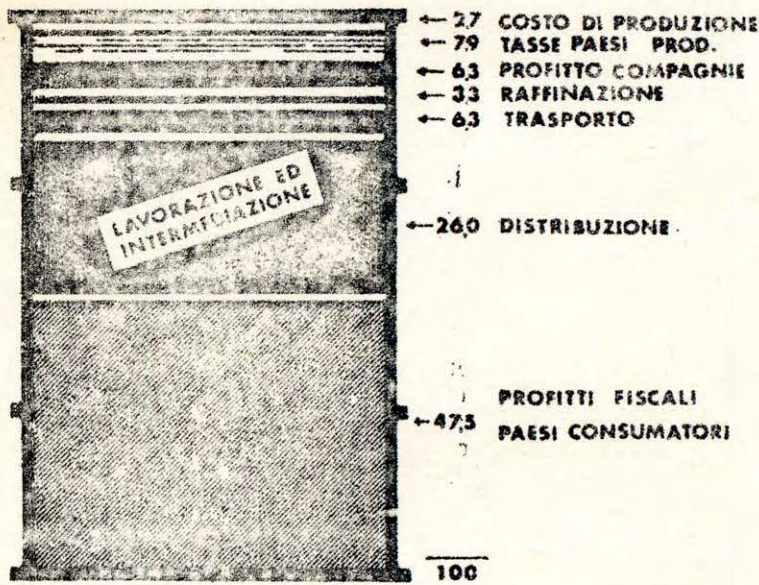 2,7 COSTO DI PRODUZIONE
7,9 TASSE PAESI PROD.
6,3 PROFITTO COMPAGNIE
3,3 RAFFINAZIONE
6,3 TRASPORTO
LAVORAZIONE ED
INTERMEDIAZIONE
26,0 DISTRIBUZIONE
PROFITTI FISCALI
47,5
PAESI CONSUMATORI
100